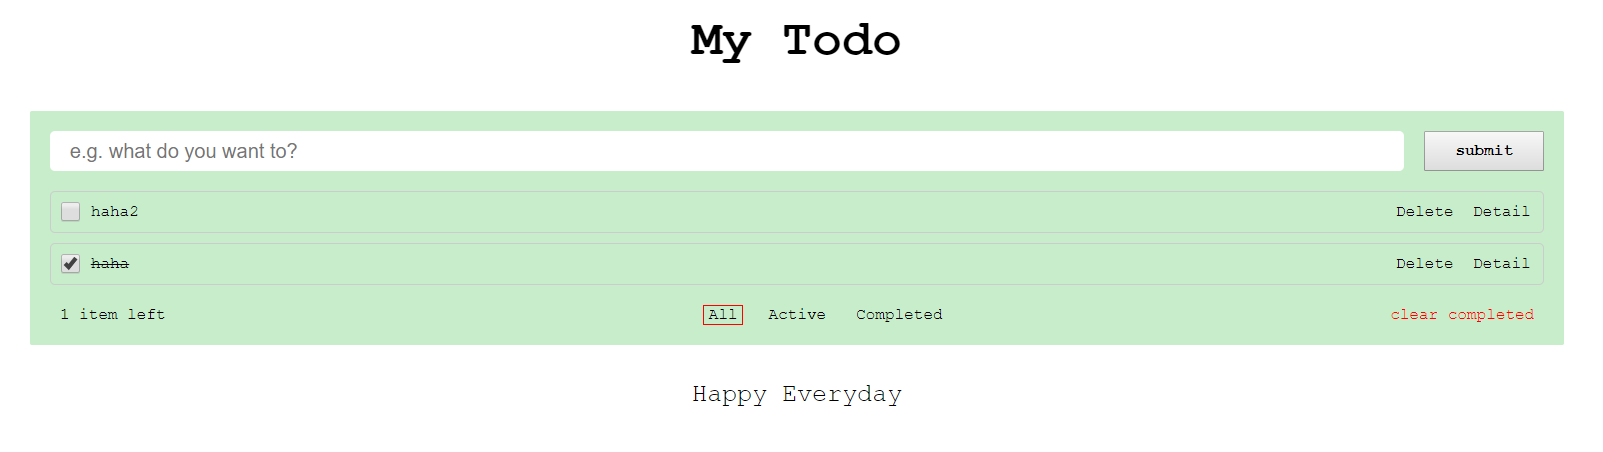 My Todo
e.g. what do you want to?
submit
haha2 Delete Detail
haha Delete Detail
1 item left All Active Completed clear completed
Happy Everyday